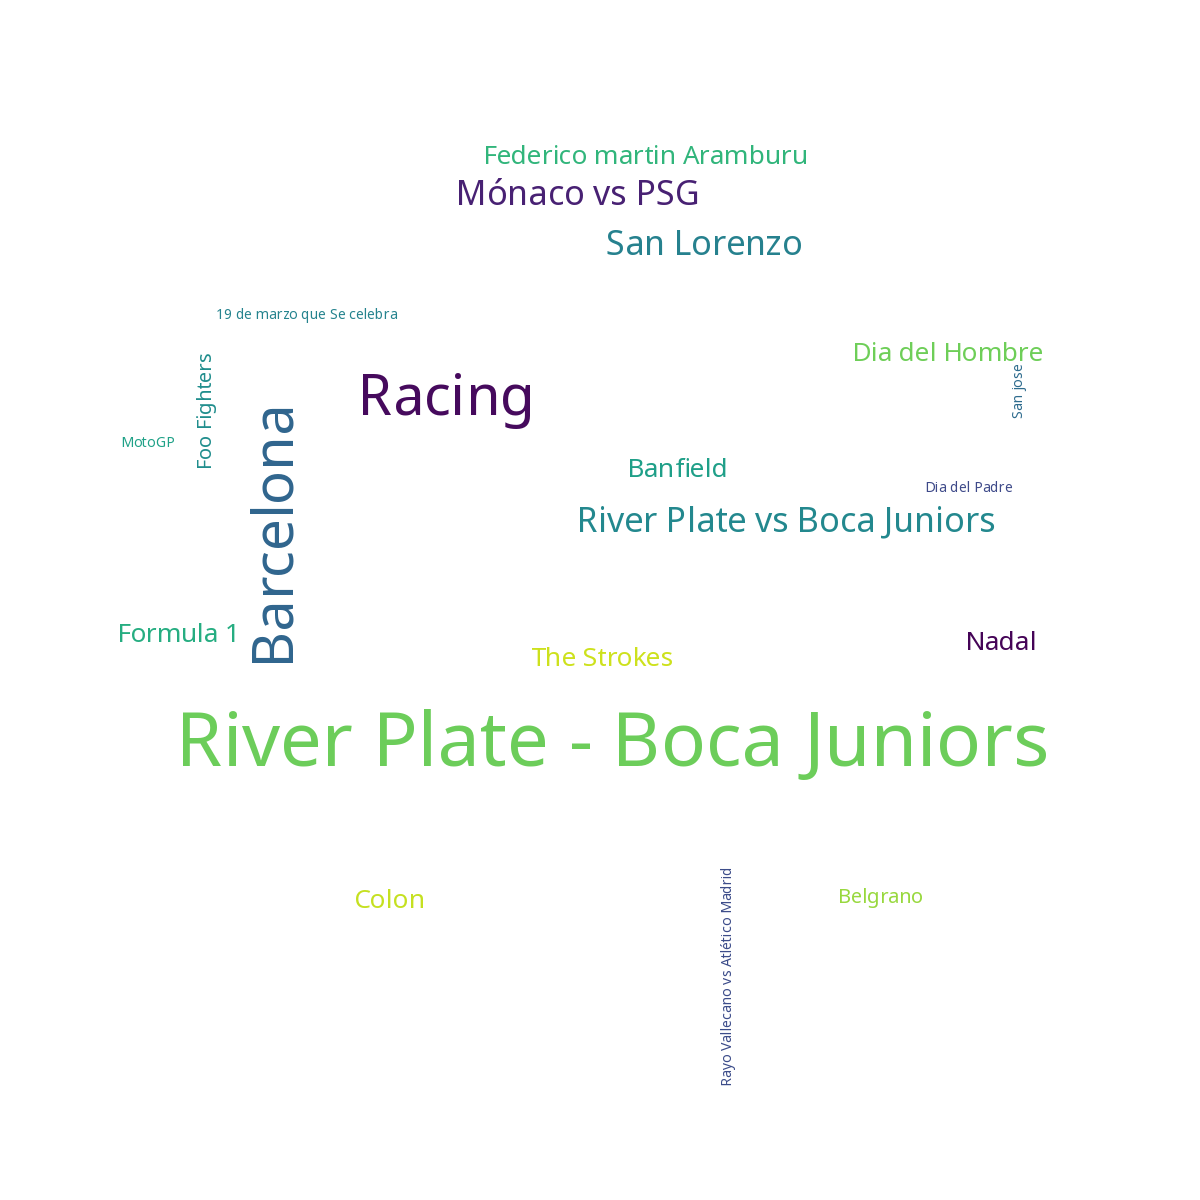 Federico martin Aramburu
Mónaco vs PSG
San Lorenzo
19 de marzo que Se celebra
Dia del Hombre
Foo Fighters
San jose
Racing
MotoGP
Barcelona
Banfield
Dia del Padre
River Plate vs Boca Juniors
Formula 1
Nadal
The Strokes
River Plate - Boca Juniors
Colon
Belgrano
Rayo Vallecano vs Atlético Madrid